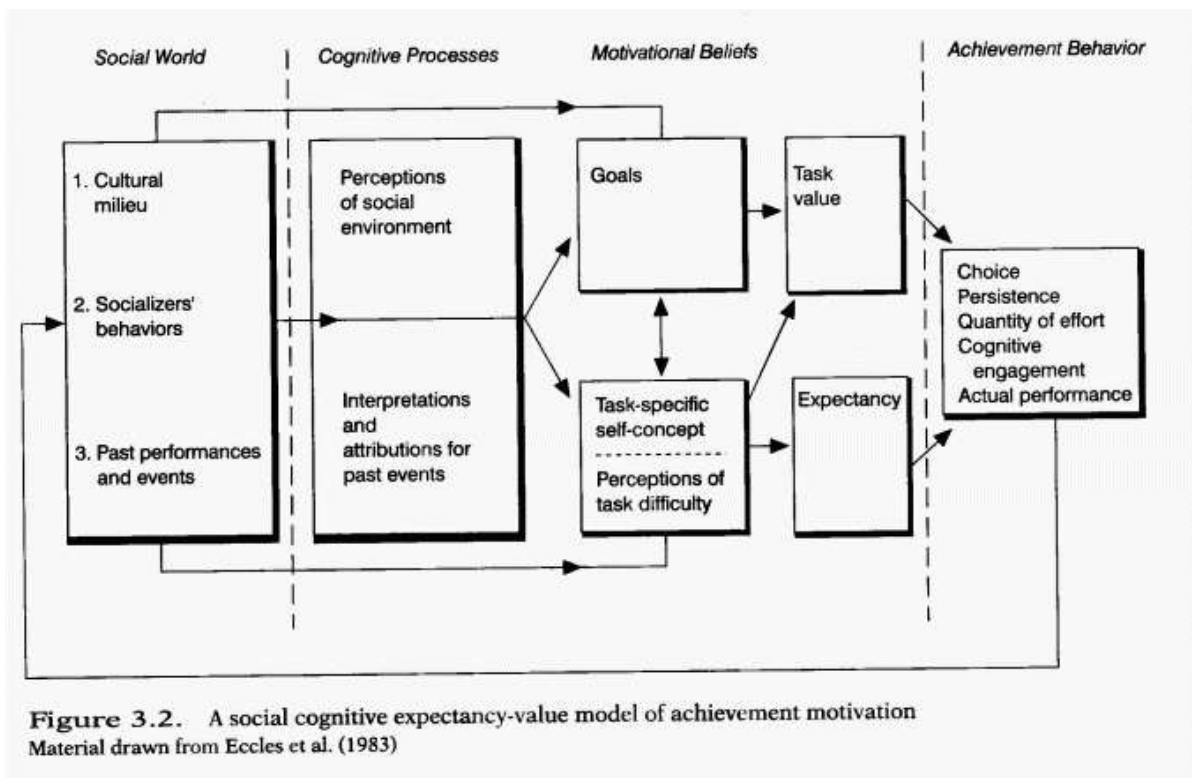 Social World
Cognitive Processes
Motivational Beliefs
Achievement Behavior
1. Cultural
milieu
2. Socializers'
behaviors
3. Past performances
and events
Perceptions
of social
environment
Interpretations
and
attributions for
past events
Goals
Task-specific
self-concept
Perceptions of
task difficulty
Task
value
Expectancy
Choice
Persistence
Quantity of effort
Cognitive
engagement
Actual performance
Figure 3.2. A social cognitive expectancy-value model of achievement motivation
Material drawn from Eccles et al. (1983)